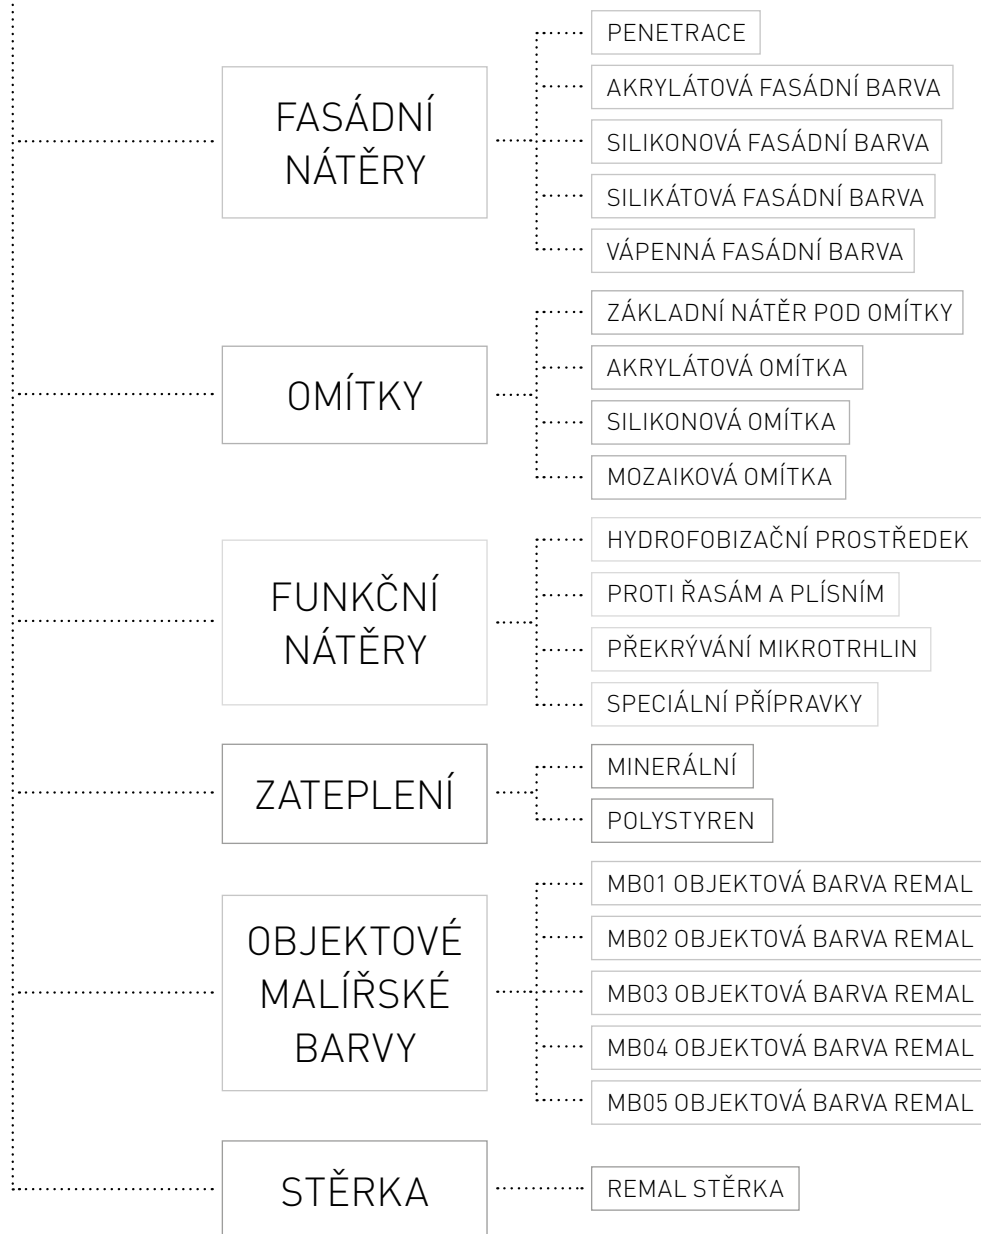 FASÁDNÍ
NÁTĚRY
PENETRACE
AKRYLÁTOVÁ FASÁDNÍ BARVA
SILIKONOVÁ FASÁDNÍ BARVA
SILIKÁTOVÁ FASÁDNÍ BARVA
VÁPENNÁ FASÁDNÍ BARVA
OMÍTKY
ZÁKLADNÍ NÁTĚR POD OMÍTKY
AKRYLÁTOVÁ OMÍTKA
SILIKONOVÁ OMÍTKA
MOZAIKOVÁ OMÍTKA
FUNKČNÍ
NÁTĚRY
HYDROFOBIZAČNÍ PROSTŘEDEK
PROTI ŘASÁM A PLÍSNÍM
PŘEKRÝVÁNÍ MIKROTRHLIN
SPECIÁLNÍ PŘÍPRAVKY
ZATEPLENÍ
MINERÁLNÍ
POLYSTYREN
OBJEKTOVÉ
MALÍŘSKÉ
BARVY
MB01 OBJEKTOVÁ BARVA REMAL
MB02 OBJEKTOVÁ BARVA REMAL
MB03 OBJEKTOVÁ BARVA REMAL
MB04 OBJEKTOVÁ BARVA REMAL
MB05 OBJEKTOVÁ BARVA REMAL
STĚRKA
REMAL STĚRKA